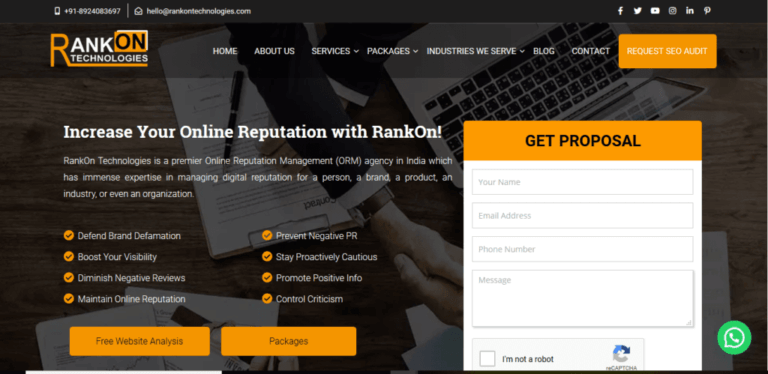 +91-8924083697
hello@rankontechnologies.com
RANKON
TECHNOLOGIES
HOME ABOUT US SERVICES PACKAGES INDUSTRIES WE SERVE BLOG CONTACT REQUEST SEO AUDIT
Increase Your Online Reputation with RankOn!
RankOn Technologies is a premier Online Reputation Management (ORM) agency in India which
has immense expertise in managing digital reputation for a person, a brand, a product, an
industry, or even an organization.
Defend Brand Defamation
Prevent Negative PR
Boost Your Visibility
Stay Proactively Cautious
Diminish Negative Reviews
Promote Positive Info
Maintain Online Reputation
Control Criticism
Free Website Analysis
Packages
GET PROPOSAL
Your Name
Email Address
Phone Number
Message
I'm not a robot
reCAPTCHA
Contract